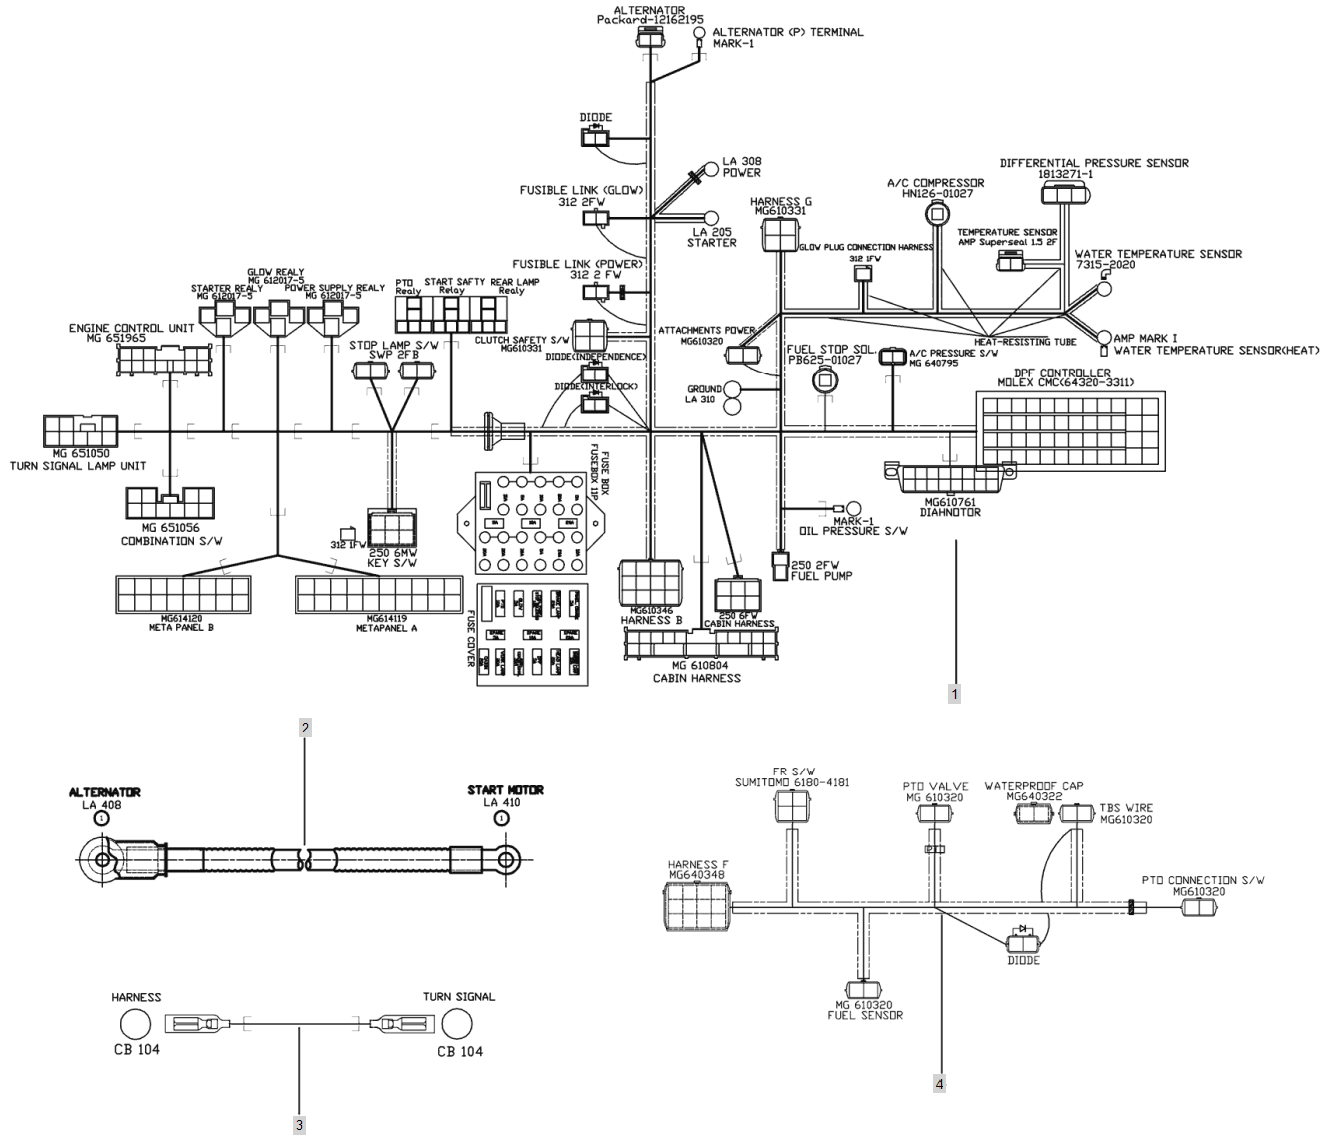 ALTERNATOR
Packard-12162195
ALTERNATOR (P) TERMINAL
MARK-1
DIODE
LA 308
POWER
FUSIBLE LINK (GLOW)
312 2FW
LA 205
STARTER
FUSIBLE LINK (POWER)
312 2 FW
HARNESS G
MG610331
A/C COMPRESSOR
HN126-01027
DIFFERENTIAL PRESSURE SENSOR
1813271-1
TEMPERATURE SENSOR
AMP Superseal 1.5 2F
GLOW PLUG CONNECTION HARNESS
312 1FW
WATER TEMPERATURE SENSOR
7315-2020
GLOW REALY
MG 612017-5
STARTER REALY
MG 612017-5
POWER SUPPLY REALY
MG 612017-5
PTO
Realy
START SAFTY
Relay
REAR LAMP
Realy
ENGINE CONTROL UNIT
MG 651965
STOP LAMP S/W
SWP 2FB
CLUTCH SAFETY S/W
MG610331
DIODE(INDEPENDENCE)
DIODE(INTERLOCK)
ATTACHMENTS POWER
MG610320
FUEL STOP SOL.
PB625-01027
A/C PRESSURE S/W
MG 640795
HEAT-RESISTING TUBE
AMP MARK I
WATER TEMPERATURE SENSOR(HEAT)
GROUND
LA 310
DPF CONTROLLER
MOLEX CMC(64320-3311)
MG 651050
TURN SIGNAL LAMP UNIT
MG 651056
COMBINATION S/W
312 1FW
250 6MW
KEY S/W
FUSE BOX
FUSEBOX 11P
MG610761
DIAHNOTOR
MARK-1
OIL PRESSURE S/W
250 2FW
FUEL PUMP
MG614120
META PANEL B
MG614119
METAPANEL A
FUSE COVER
MG610346
HARNESS B
250 6FW
CABIN HARNESS
MG 610804
CABIN HARNESS
1
2
ALTERNATOR
LA 408
1
START MOTOR
LA 410
1
FR S/W
SUMITOMO 6180-4181
PTO VALVE
MG 610320
WATERPROOF CAP
MG640322
TBS WIRE
MG610320
HARNESS F
MG640348
PTO CONNECTION S/W
MG610320
DIODE
MG 610320
FUEL SENSOR
HARNESS
CB 104
TURN SIGNAL
CB 104
3
4